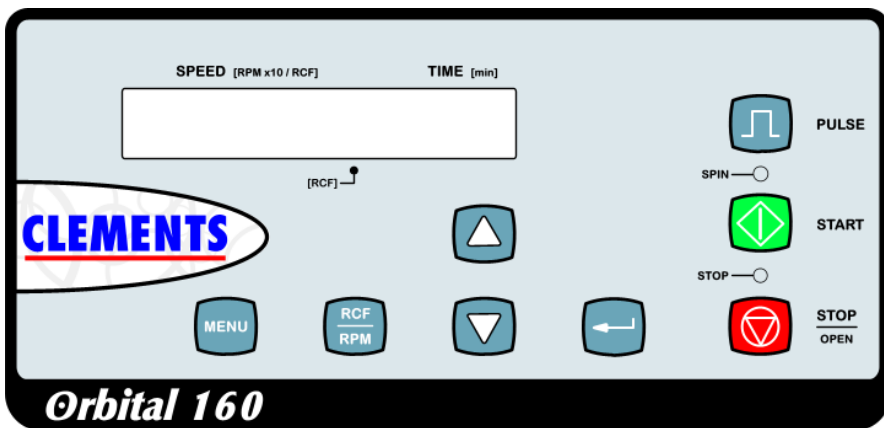 SPEED [RPM x10 / RCF] TIME [min]
PULSE
[RCF]
SPIN
CLEMENTS
START
STOP
MENU
RCF
RPM
STOP
OPEN
Orbital 160